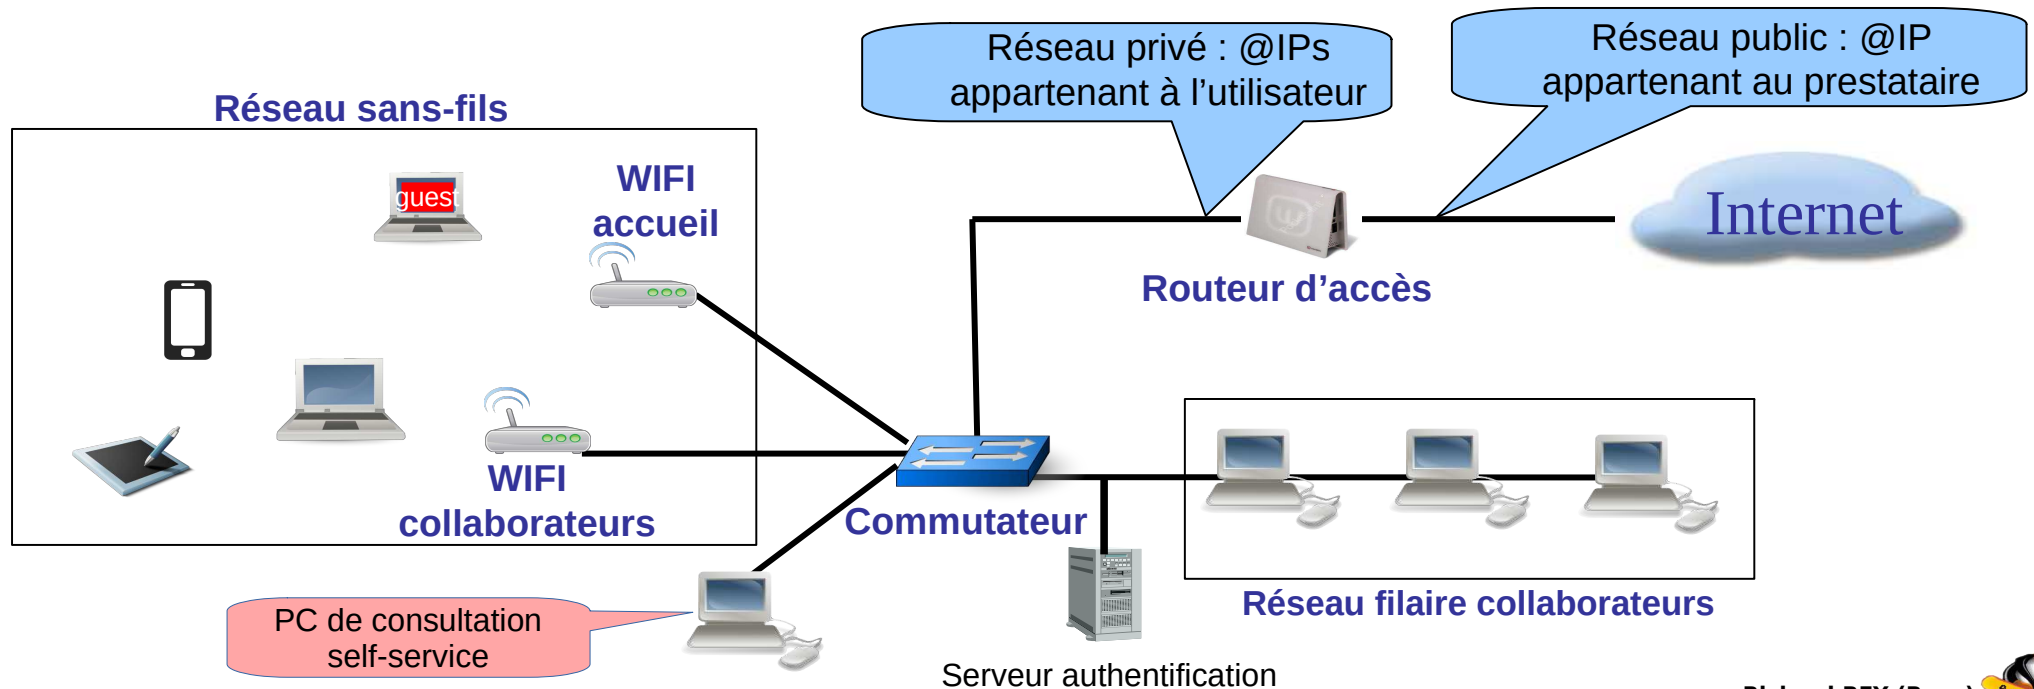 Réseau privé : @IPs
appartenant à l’utilisateur
Réseau public : @IP
appartenant au prestataire
Réseau sans-fils
guest
WIFI
accueil
Internet
Routeur d’accès
WIFI
collaborateurs
Commutateur
PC de consultation
self-service
Réseau filaire collaborateurs
Serveur authentification